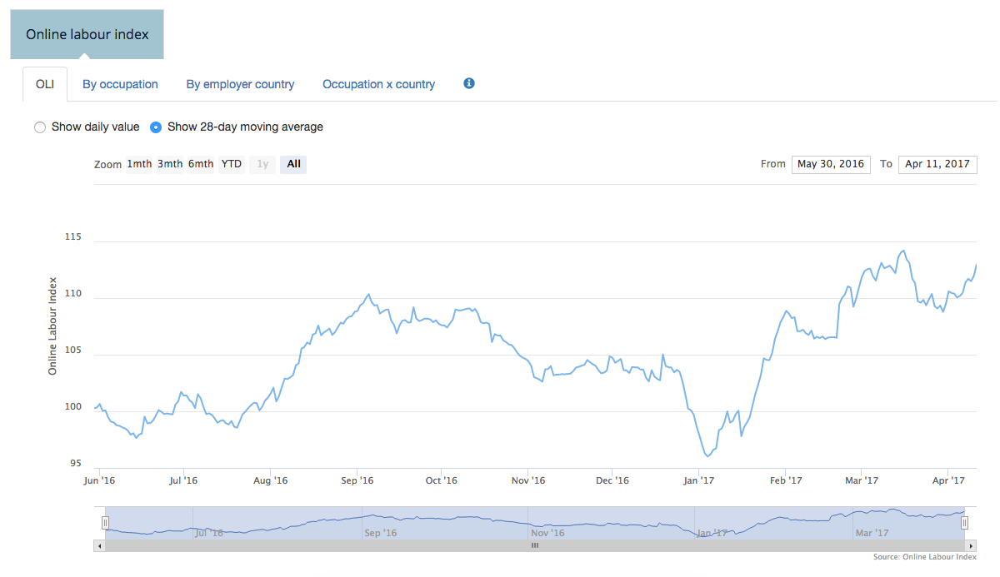 Online labour index
OLI By occupation By employer country Occupation x country
Show daily value Show 28-day moving average
Zoom 1mth 3mth 6mth YTD 1y All From May 30, 2016 To Apr 11, 2017
115
110
105
100
95
Online Labour Index
Jun '16 Jul '16 Aug '16 Sep '16 Oct '16 Nov '16 Dec '16 Jan '17 Feb '17 Mar '17 Apr '17
Jul '16 Sep '16 Nov '16 Jan '17 Mar '17
Source: Online Labour Index